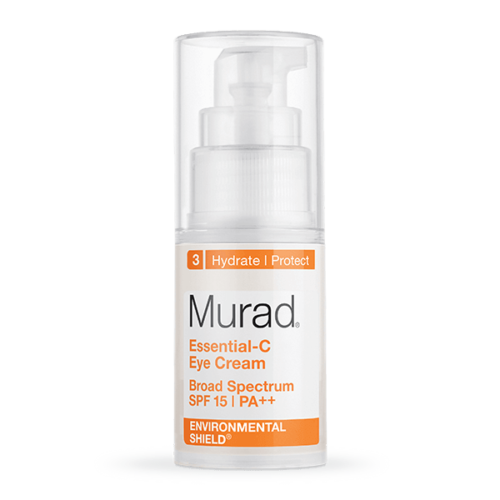 3 Hydrate | Protect
Murad®
Essential-C
Eye Cream
Broad Spectrum
SPF 15 | PA++
ENVIRONMENTAL
SHIELD®